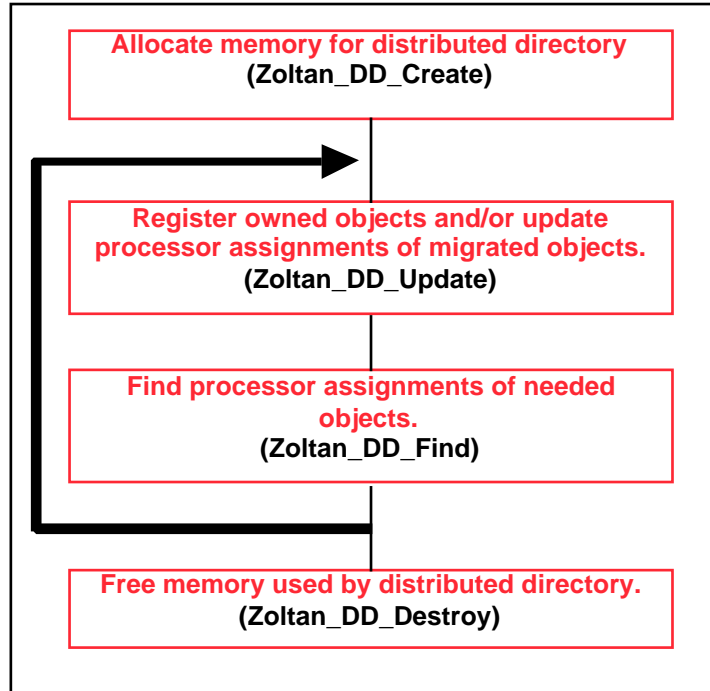 Allocate memory for distributed directory
(Zoltan_DD_Create)
Register owned objects and/or update
processor assignments of migrated objects.
(Zoltan_DD_Update)
Find processor assignments of needed
objects.
(Zoltan_DD_Find)
Free memory used by distributed directory.
(Zoltan_DD_Destroy)